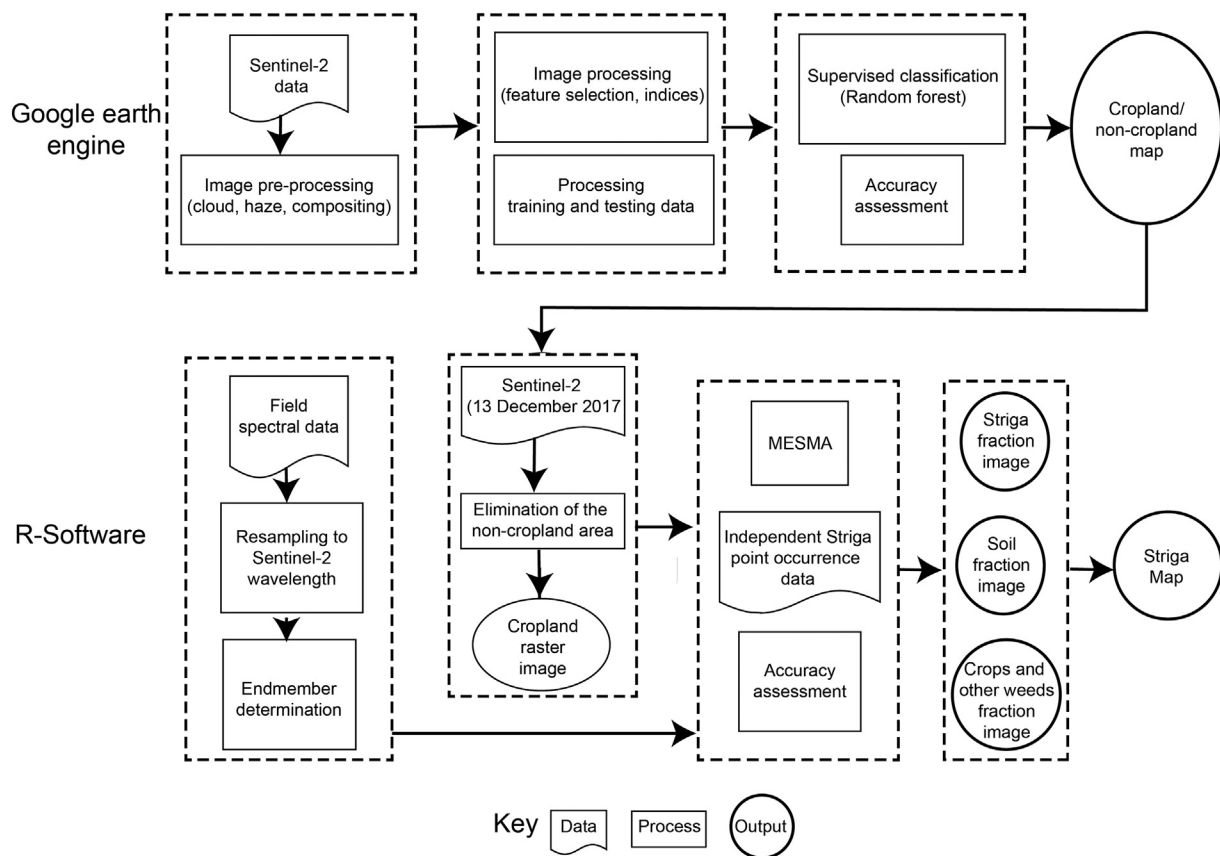 Google earth
engine
Sentinel-2
data
Image pre-processing
(cloud, haze, compositing)
Image processing
(feature selection, indices)
Processing
training and testing data
Supervised classification
(Random forest)
Accuracy
assessment
Cropland/
non-cropland
map
R-Software
Field
spectral data
Resampling to
Sentinel-2
wavelength
Endmember
determination
Sentinel-2
(13 December 2017
Elimination of the
non-cropland area
Cropland
raster
image
MESMA
Independent Striga
point occurrence
data
Accuracy
assessment
Striga
fraction
image
Soil
fraction
image
Crops and
other weeds
fraction
image
Striga
Map
Key
Data
Process
Output